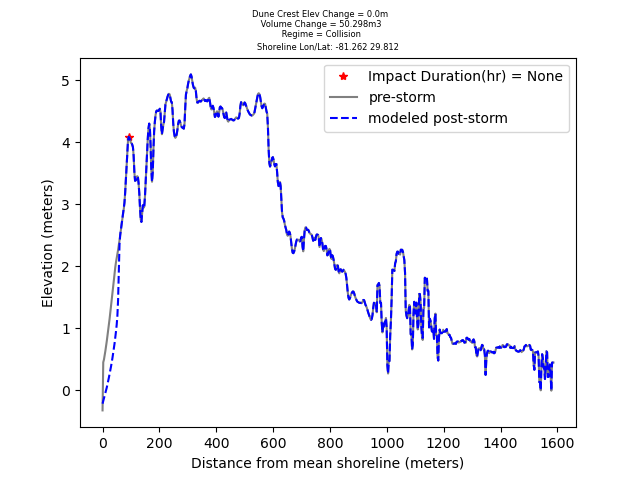 Dune Crest Elev Change = 0.0m
Volume Change = 50.298m3
Regime = Collision
Shoreline Lon/Lat: -81.262 29.812
Impact Duration(hr) = None
pre-storm
modeled post-storm
Elevation (meters)
5
4
3
2
1
0
0 200 400 600 800 1000 1200 1400 1600
Distance from mean shoreline (meters)